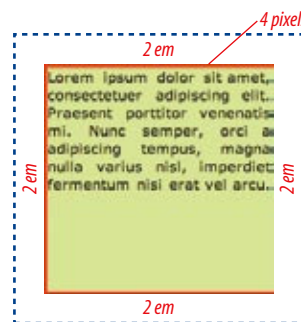 4 pixel
2 em
Lorem ipsum dolor sit amet,
consectetuer adipiscing elit.
Praesent porttitor venenatis
mi. Nunc semper, orci a
adipiscing tempus, magna
nulla varius nisl, imperdiet
fermentum nisi erat vel arcu.
2 em
2 em
2 em